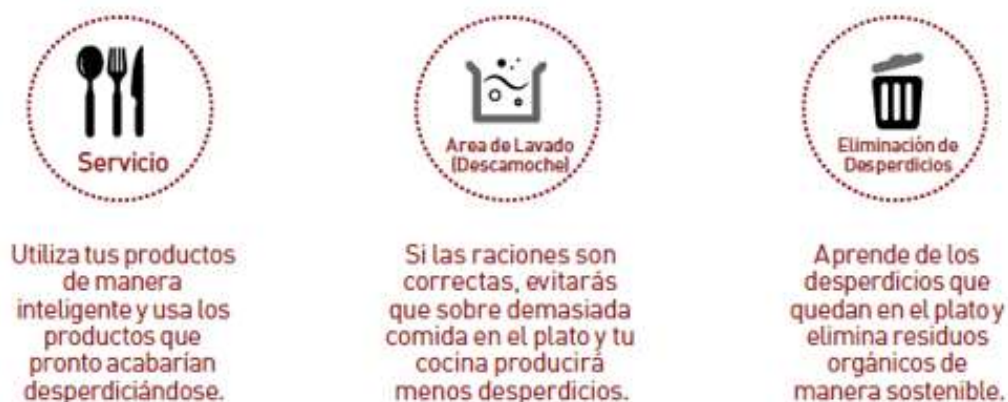 Servicio
Utiliza tus productos
de manera
inteligente y usa los
productos que
pronto acabarían
desperdiciándose.
Area de Lavado
(Descamoche)
Si las raciones son
correctas, evitarás
que sobre demasiada
comida en el plato y tu
cocina producirá
menos desperdicios.
Eliminación de
Desperdicios
Aprende de los
desperdicios que
quedan en el plato y
elimina residuos
orgánicos de
manera sostenible.